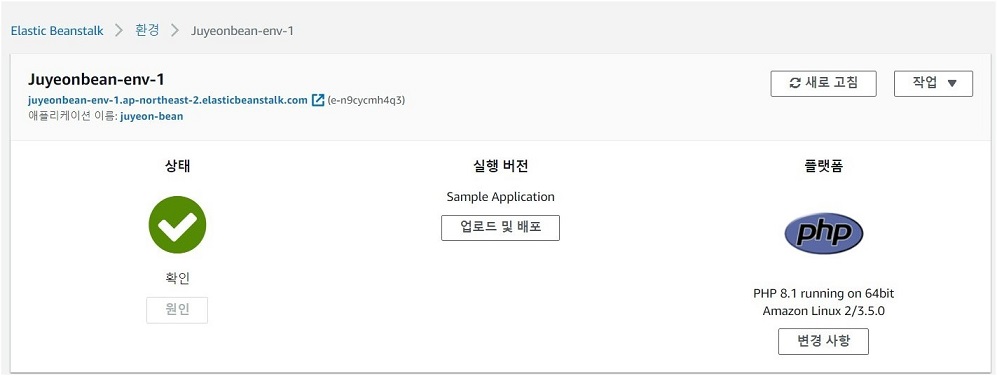 Elastic Beanstalk > 환경 > Juyeonbean-env-1
Juyeonbean-env-1
새로 고침
작업
juyeonbean-env-1.ap-northeast-2.elasticbeanstalk.com (e-n9cycmh4q3)
애플리케이션 이름: juyeon-bean
상태
실행 버전
플랫폼
Sample Application
업로드 및 배포
php
확인
원인
PHP 8.1 running on 64bit
Amazon Linux 2/3.5.0
변경 사항